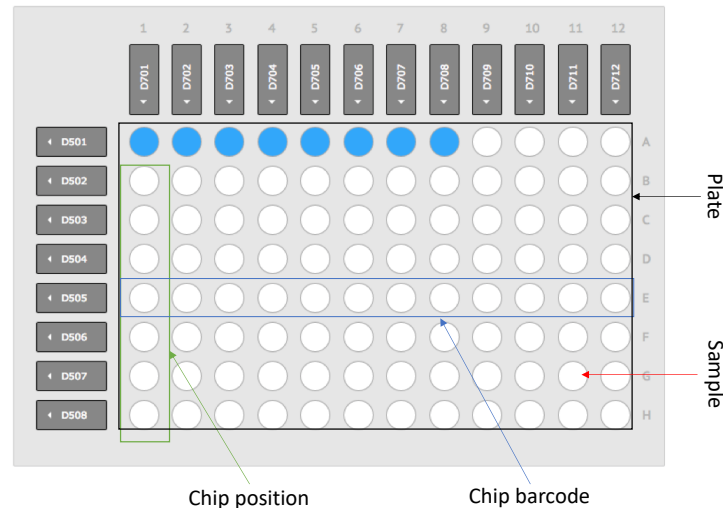 1 2 3 4 5 6 7 8 9 10 11 12
D701 D702 D703 D704 D705 D706 D707 D708 D709 D710 D711 D712
D501 A
D502 B
D503 C
D504 D
D505 E
D506 F
D507 G
D508 H
Plate
Sample
Chip position
Chip barcode